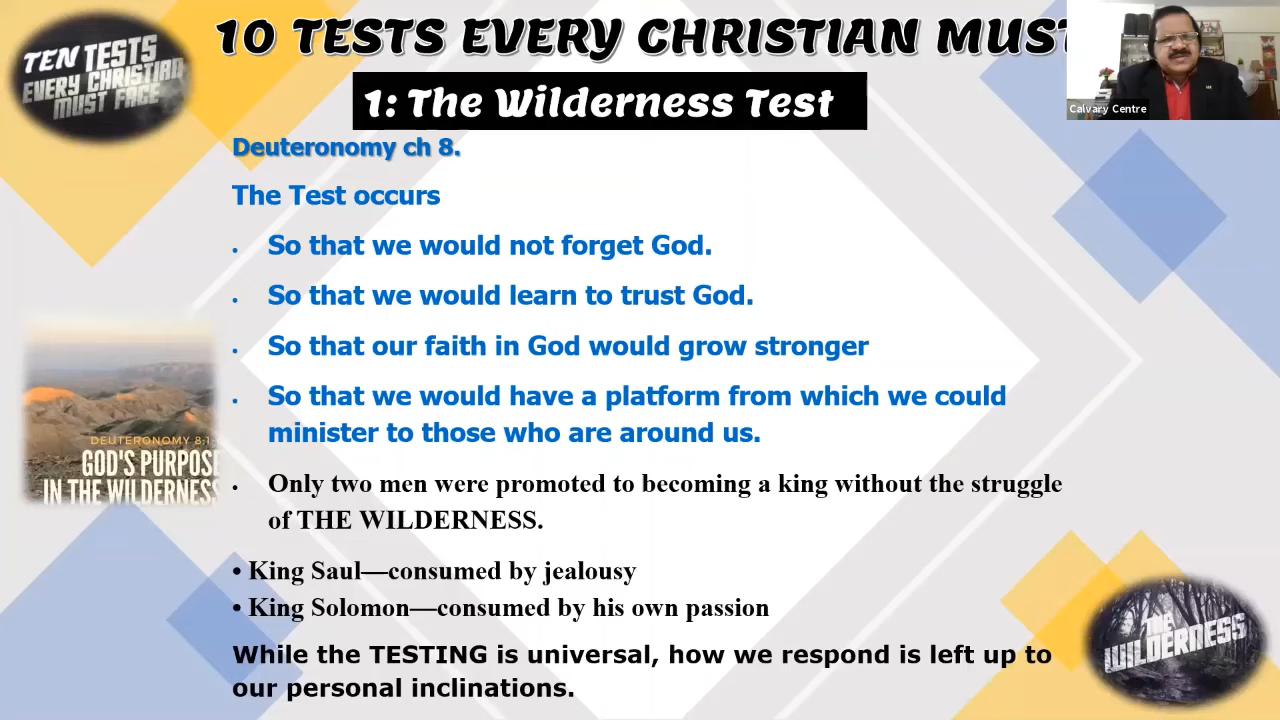 10 TESTS EVERY CHRISTIAN MUST
TEN TESTS
EVERY CHRISTIAN
MUST FACE
Calvary Centre
1: The Wilderness Test
Deuteronomy ch 8.
The Test occurs
• So that we would not forget God.
• So that we would learn to trust God.
• So that our faith in God would grow stronger
• So that we would have a platform from which we could
minister to those who are around us.
DEUTERONOMY 8:1-
GOD'S PURPOSE
IN THE WILDERNESS
• Only two men were promoted to becoming a king without the struggle
of THE WILDERNESS.
• King Saul—consumed by jealousy
• King Solomon—consumed by his own passion
While the TESTING is universal, how we respond is left up to
our personal inclinations.
THE
WILDERNESS